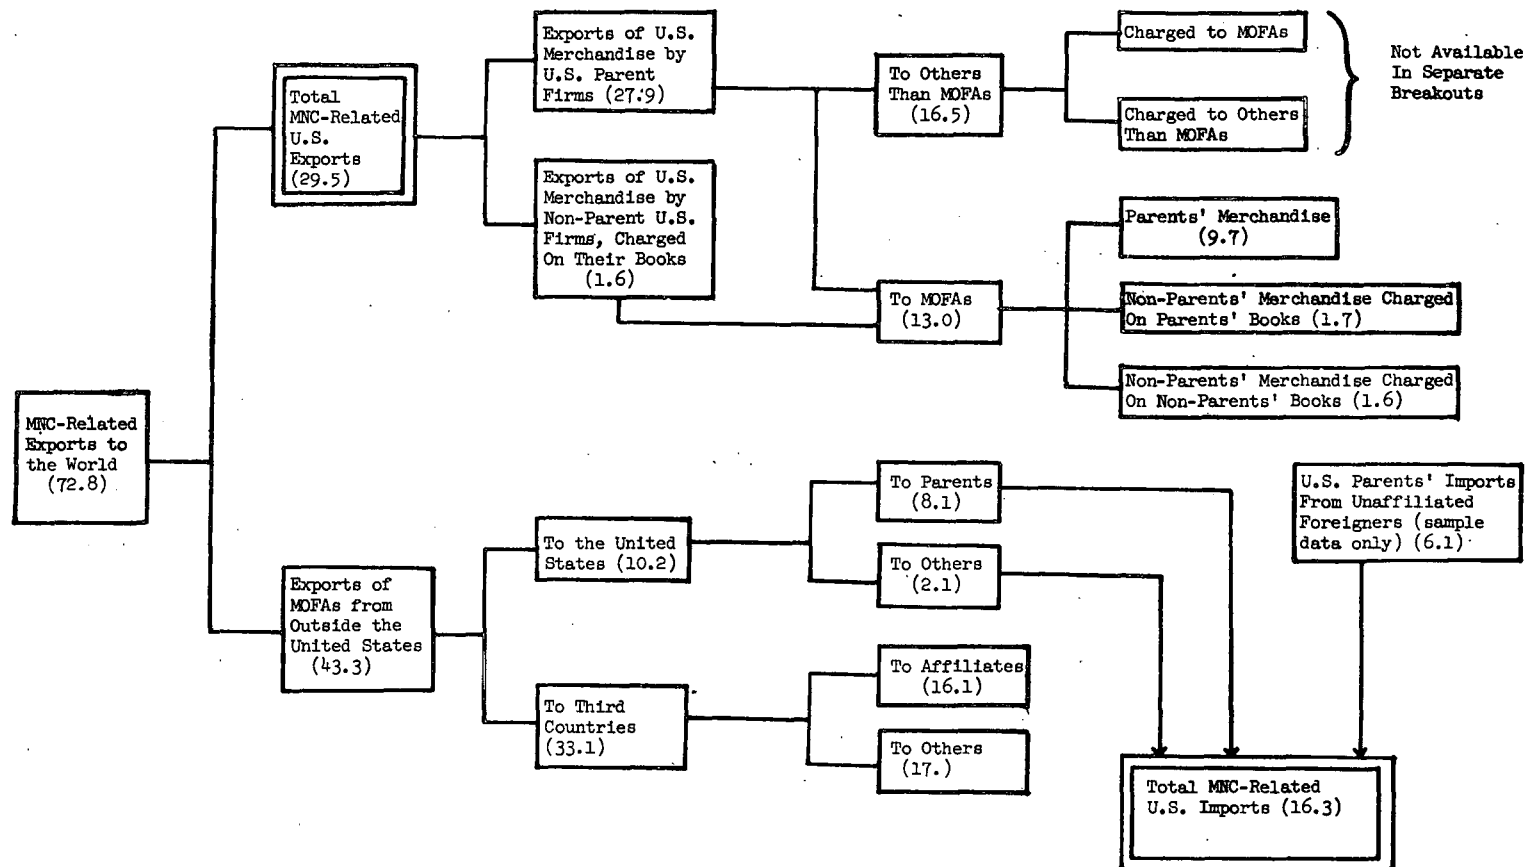 Exports of U.S.
Merchandise by
U.S. Parent
Firms (27.9)
Charged to MOFAs
Not Available
In Separate
Breakouts
To Others
Than MOFAs
(16.5)
Total
MNC-Related
U.S.
Exports
(29.5)
Charged to Others
Than MOFAs
Exports of U.S.
Merchandise by
Non-Parent U.S.
Firms, Charged
On Their Books
(1.6)
Parents' Merchandise
(9.7)
To MOFAs
(13.0)
Non-Parents' Merchandise Charged
On Parents' Books (1.7)
Non-Parents' Merchandise Charged
On Non-Parents' Books (1.6)
MNC-Related
Exports to
the World
(72.8)
To Parents
(8.1)
U.S. Parents' Imports
From Unaffiliated
Foreigners (sample
data only) (6.1)
To the United
States (10.2)
To Others
(2.1)
Exports of
MOFAs from
Outside the
United States
(43.3)
To Affiliates
(16.1)
To Third
Countries
(33.1)
To Others
(17.)
Total MNC-Related
U.S. Imports (16.3)